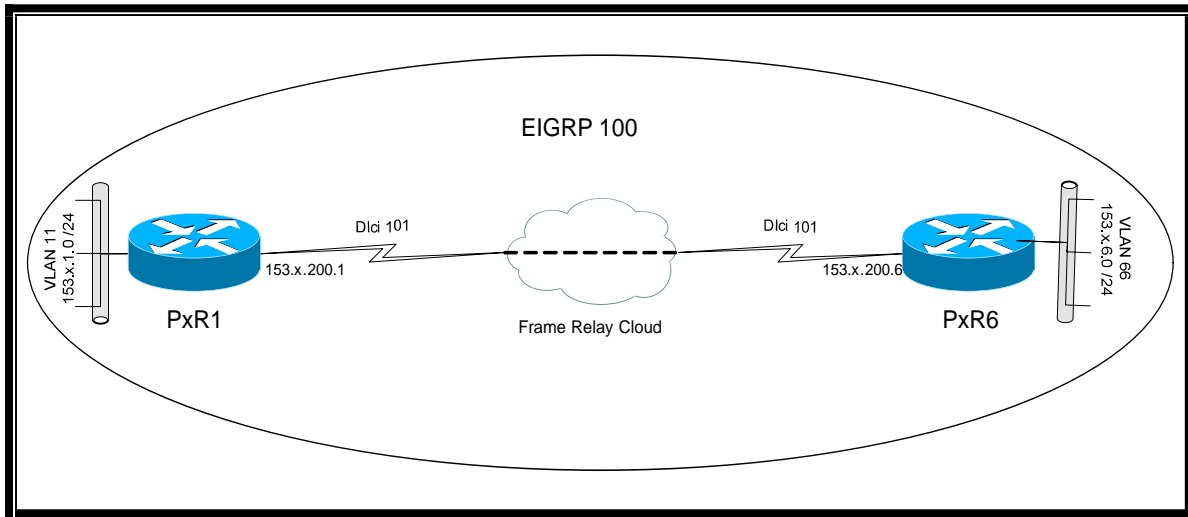 EIGRP 100
VLAN 11
153.x.1.0 /24
Dlci 101
153.x.200.1
PxR1
Frame Relay Cloud
Dlci 101
153.x.200.6
PxR6
VLAN 66
153.x.6.0 /24